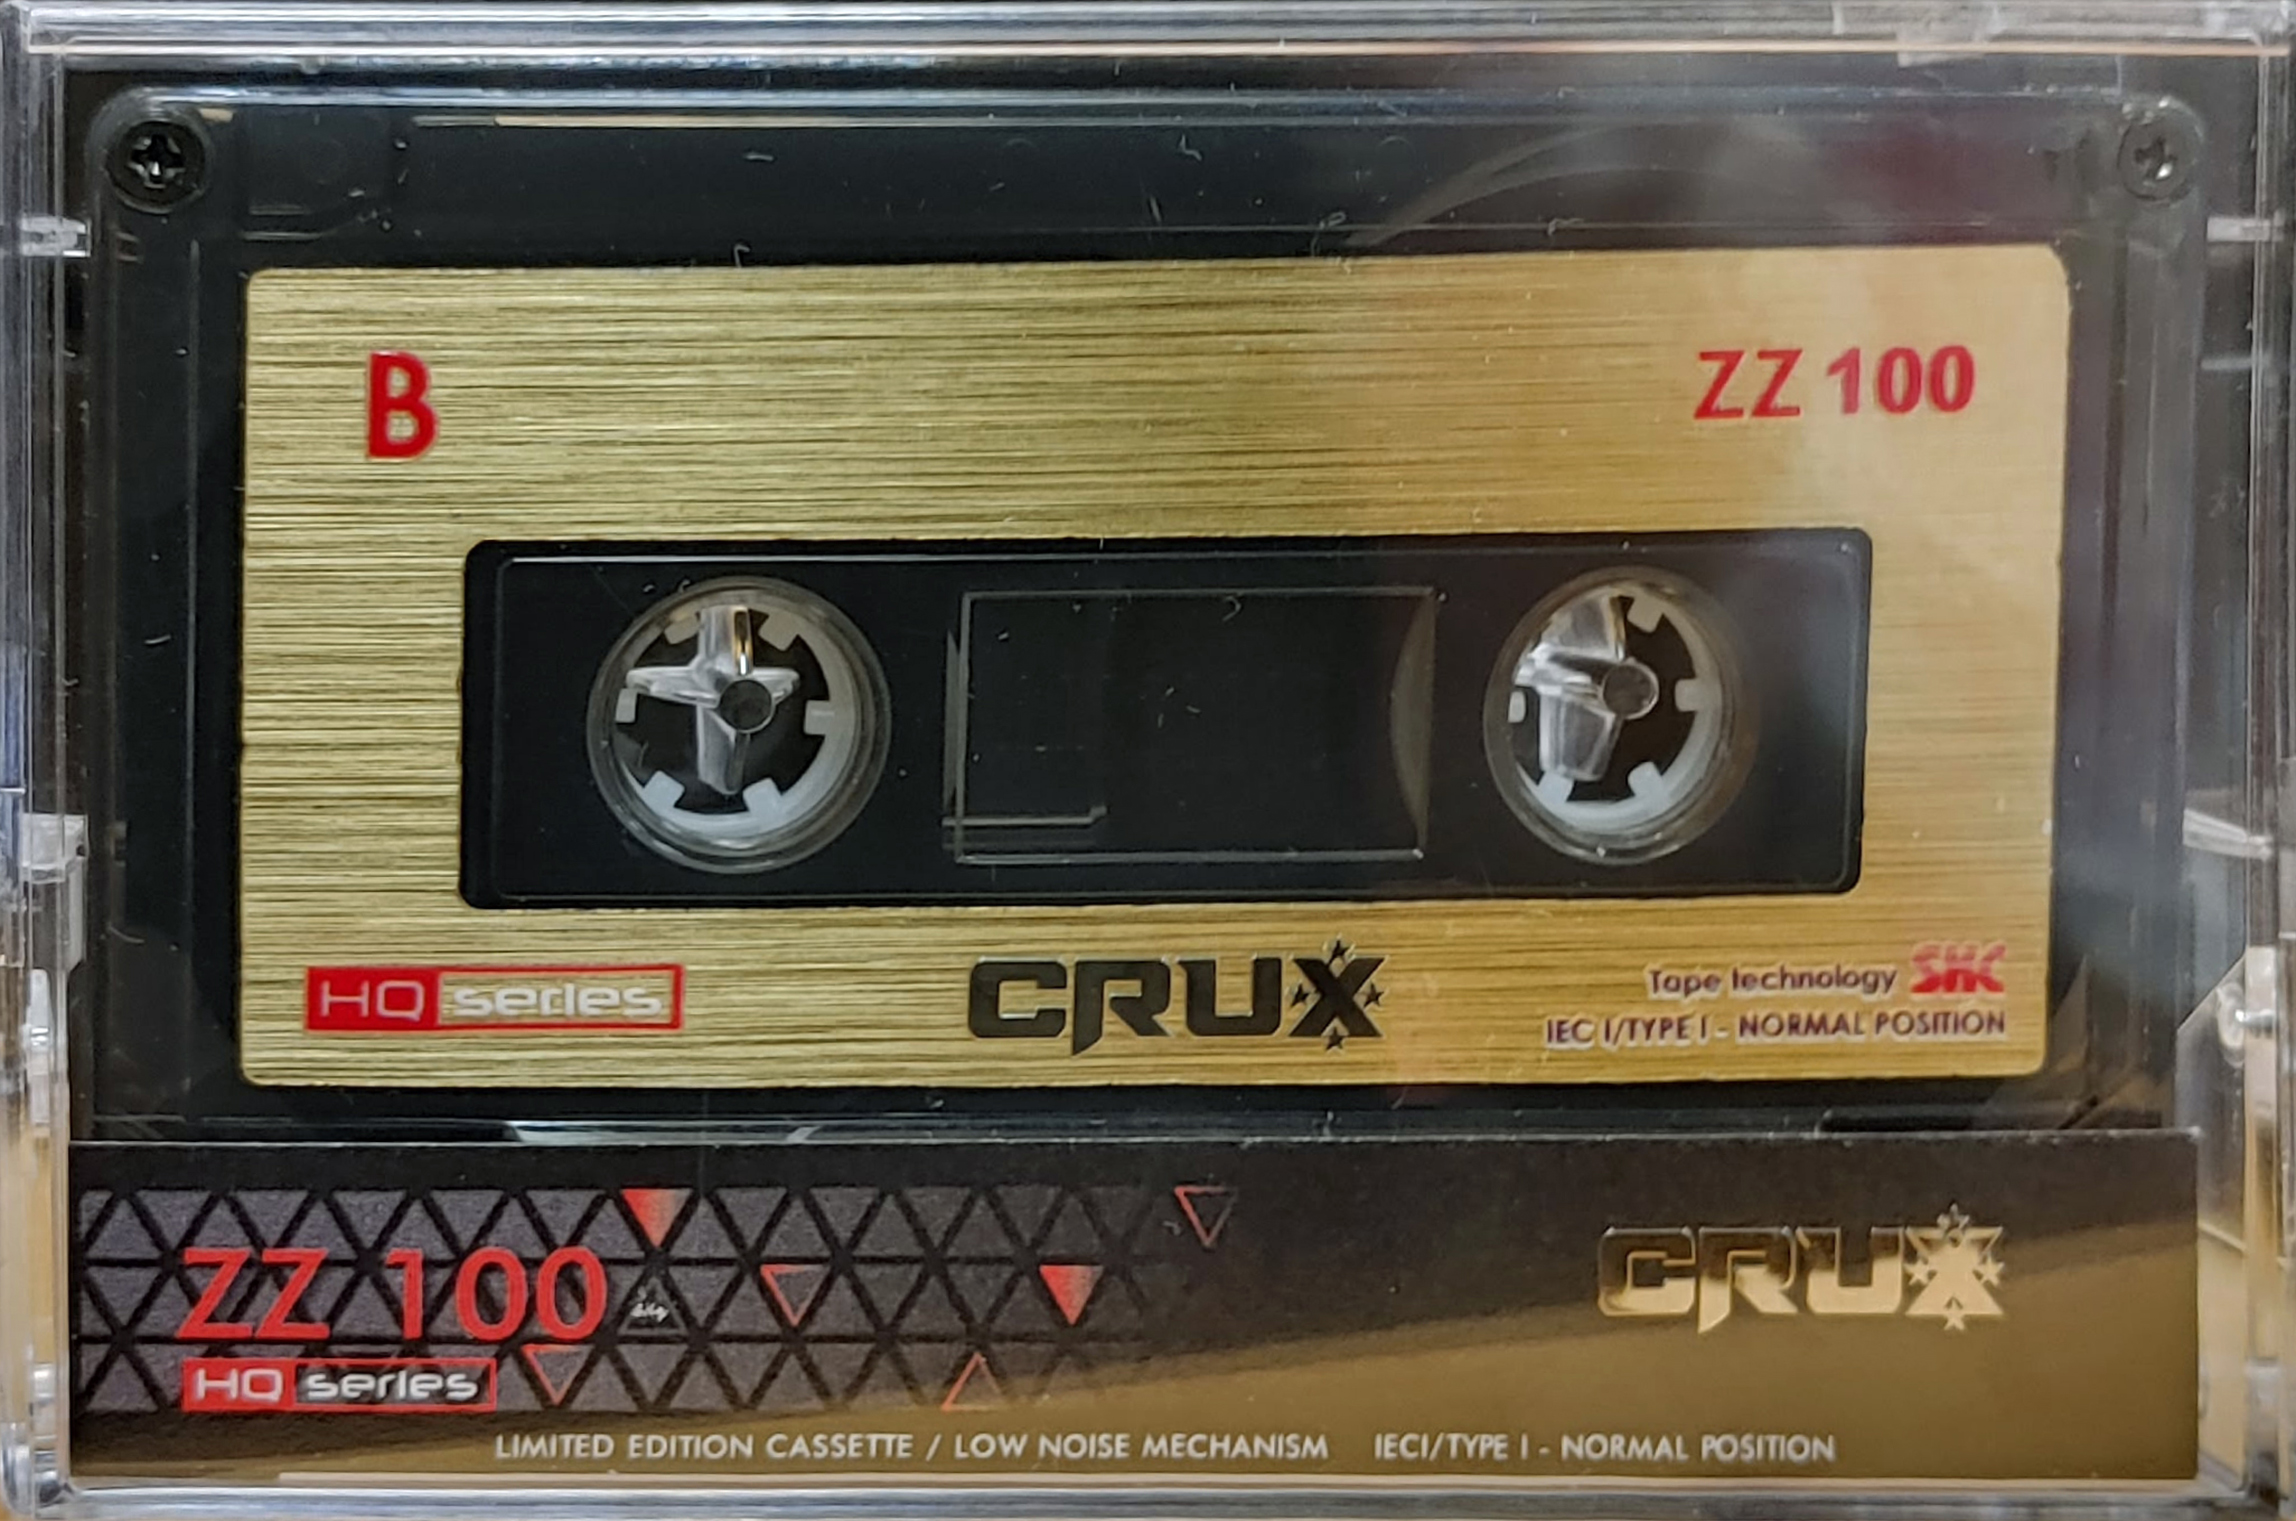 B
ZZ 100
HQ series
CRUX
Tape technology SKC
IEC I/TYPE I - NORMAL POSITION
ZZ 100
HQ series
CRUX
LIMITED EDITION CASSETTE / LOW NOISE MECHANISM IECI/TYPE I - NORMAL POSITION